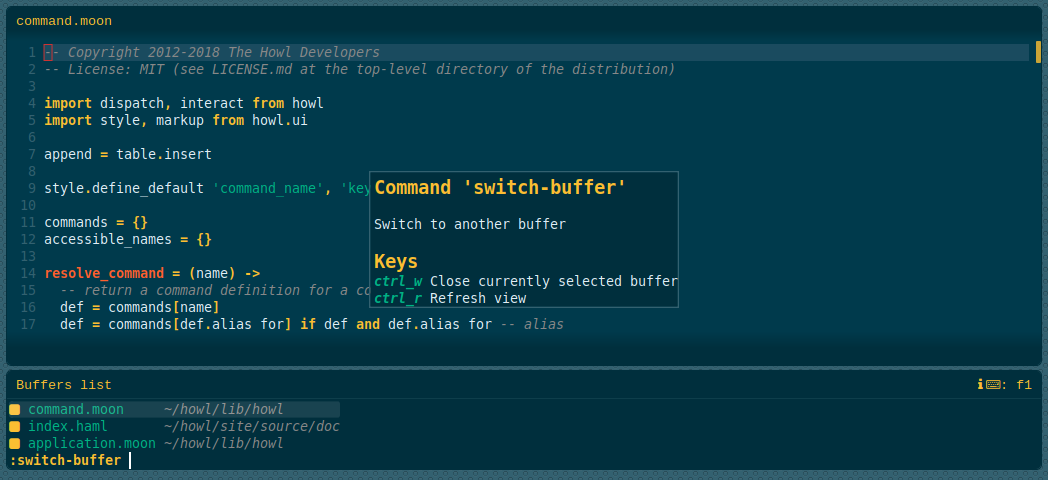 command.moon
1 -- Copyright 2012-2018 The Howl Developers
2 -- License: MIT (see LICENSE.md at the top-level directory of the distribution)
3
4 import dispatch, interact from howl
5 import style, markup from howl.ui
6
7 append = table.insert
8
9 style.define_default 'command_name', 'key
10
11 commands = {}
12 accessible_names = {}
13
14 resolve_command = (name) ->
15 -- return a command definition for a co
16 def = commands[name]
17 def = commands[def.alias for] if def and def.alias for -- alias
Command 'switch-buffer'
Switch to another buffer
Keys
ctrl_w Close currently selected buffer
ctrl_r Refresh view
Buffers list : f1
command.moon ~/howl/lib/howl
index.haml ~/howl/site/source/doc
application.moon ~/howl/lib/howl
:switch-buffer